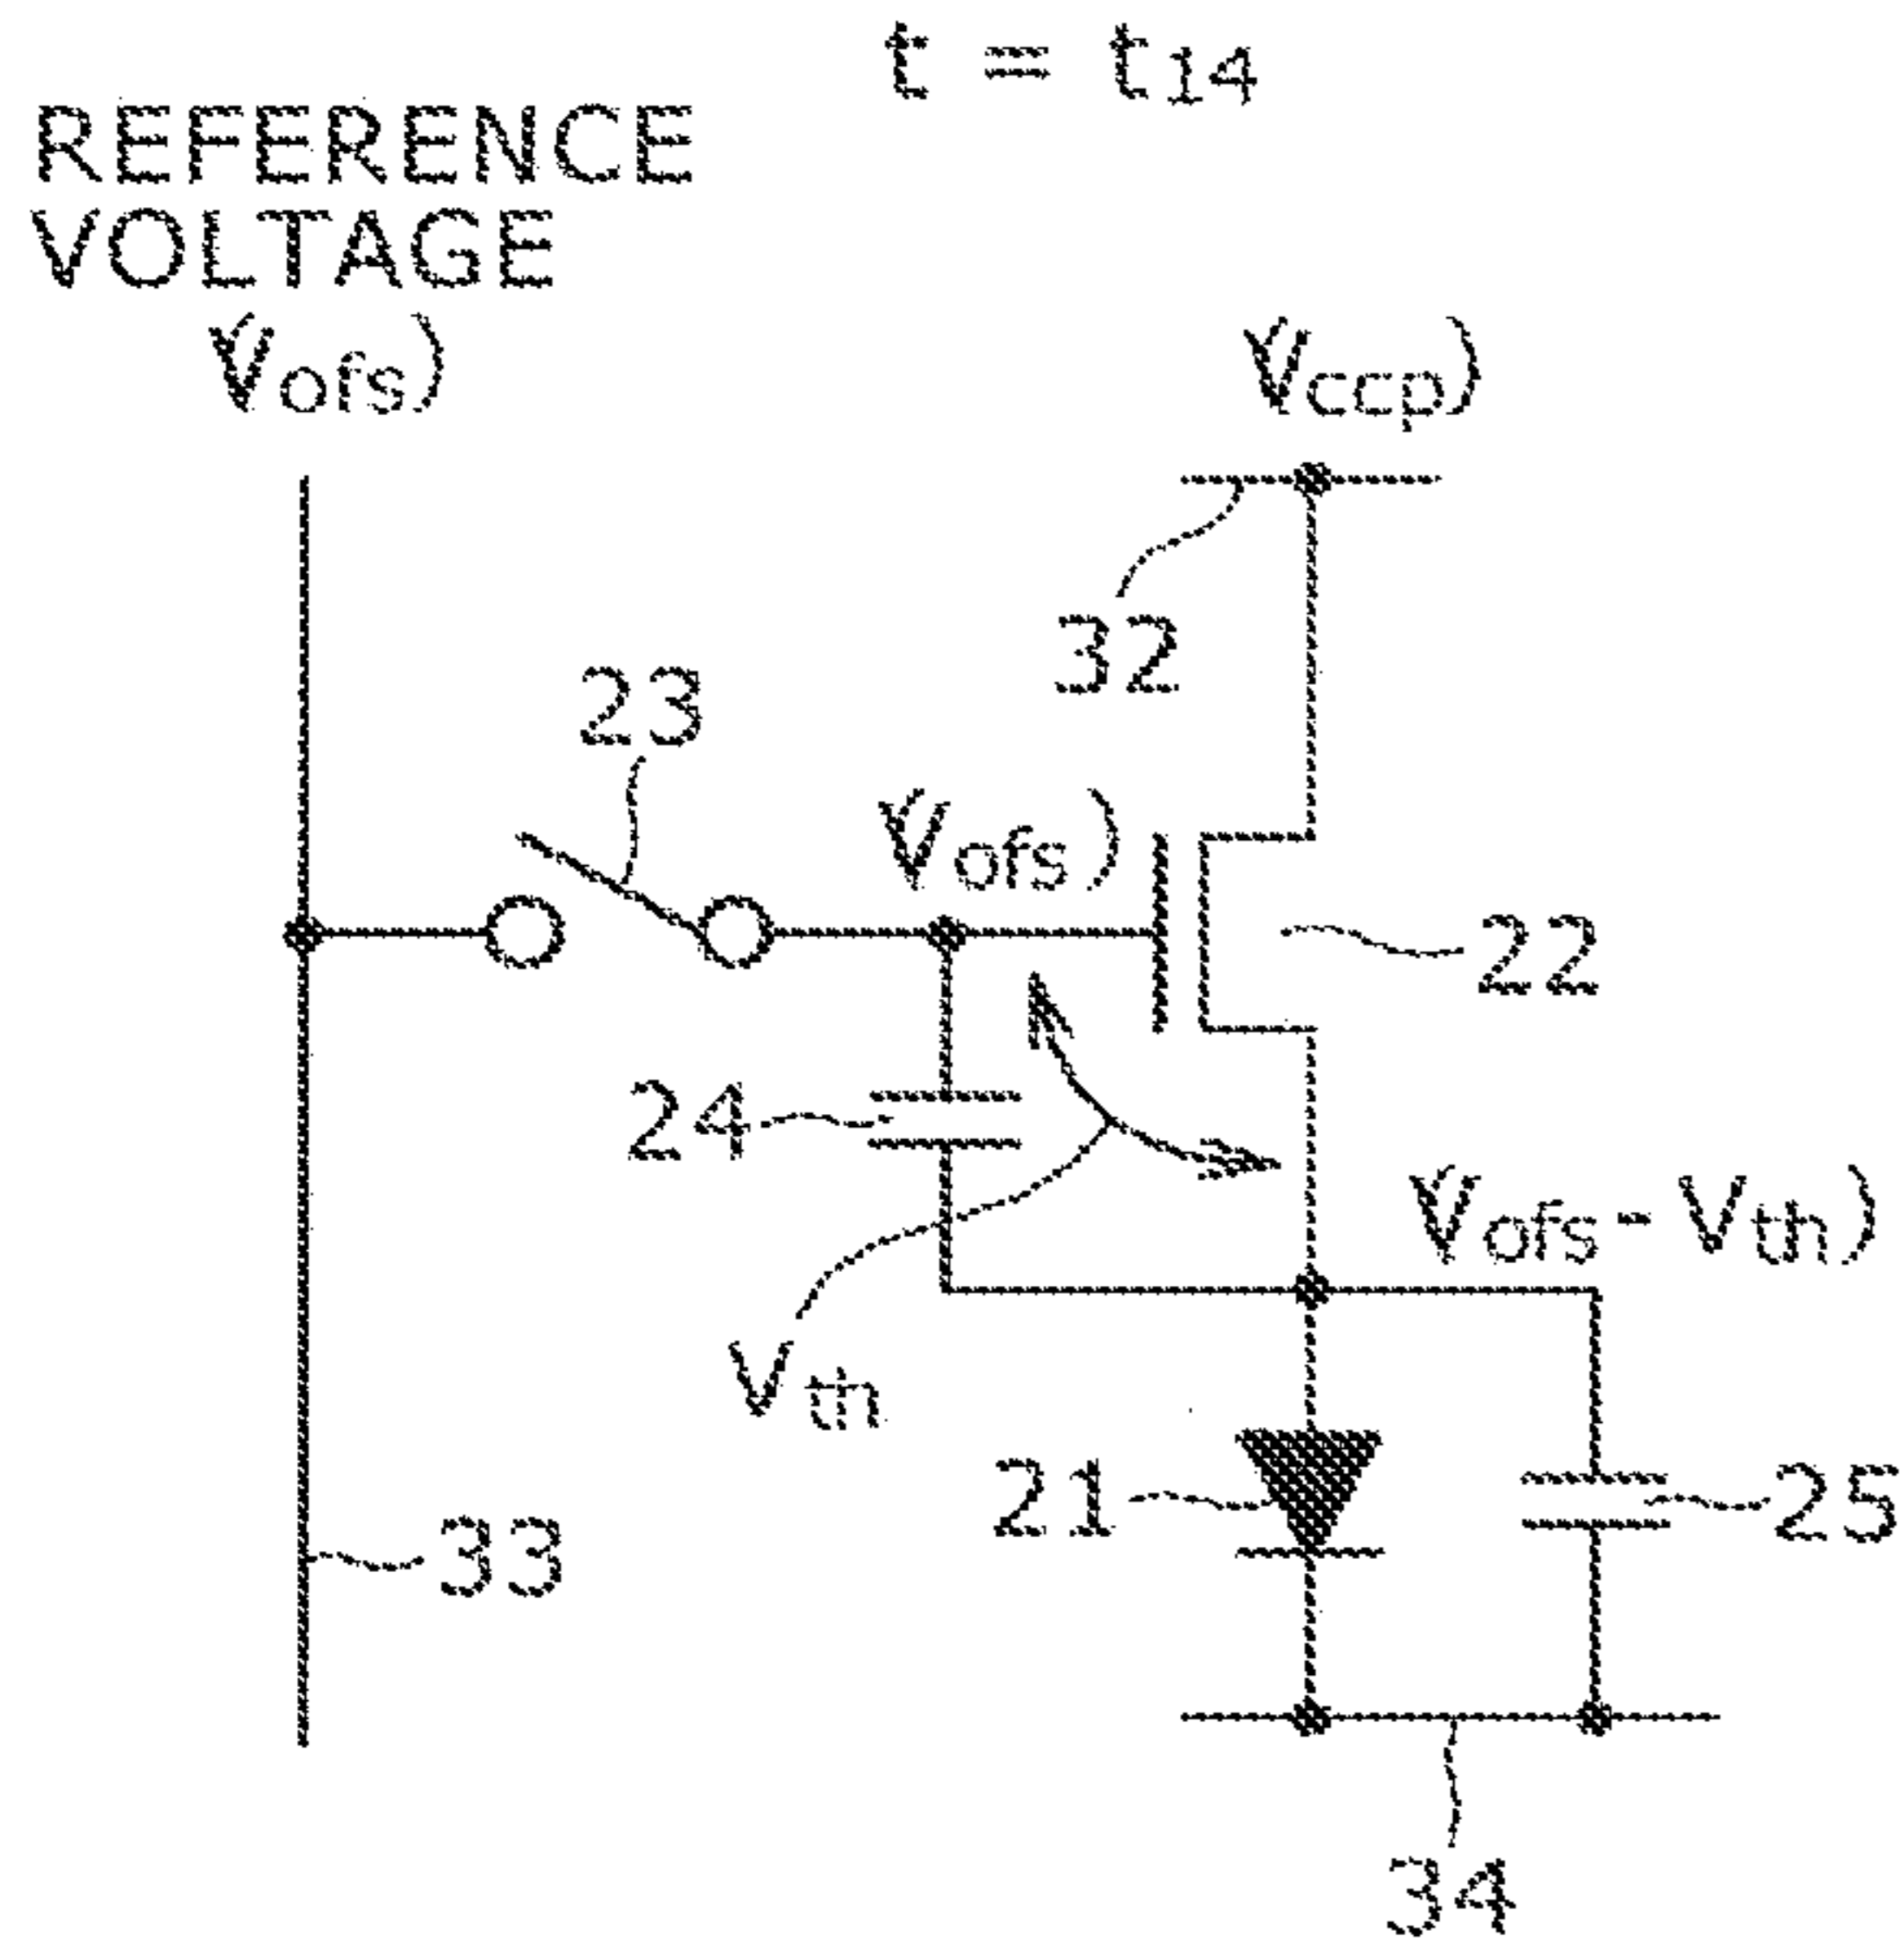 t = t14
REFERENCE
VOLTAGE
(Vofs)
(Vccp)
32
23
(Vofs)
22
24
(Vofs - Vth)
Vth
21
25
33
34